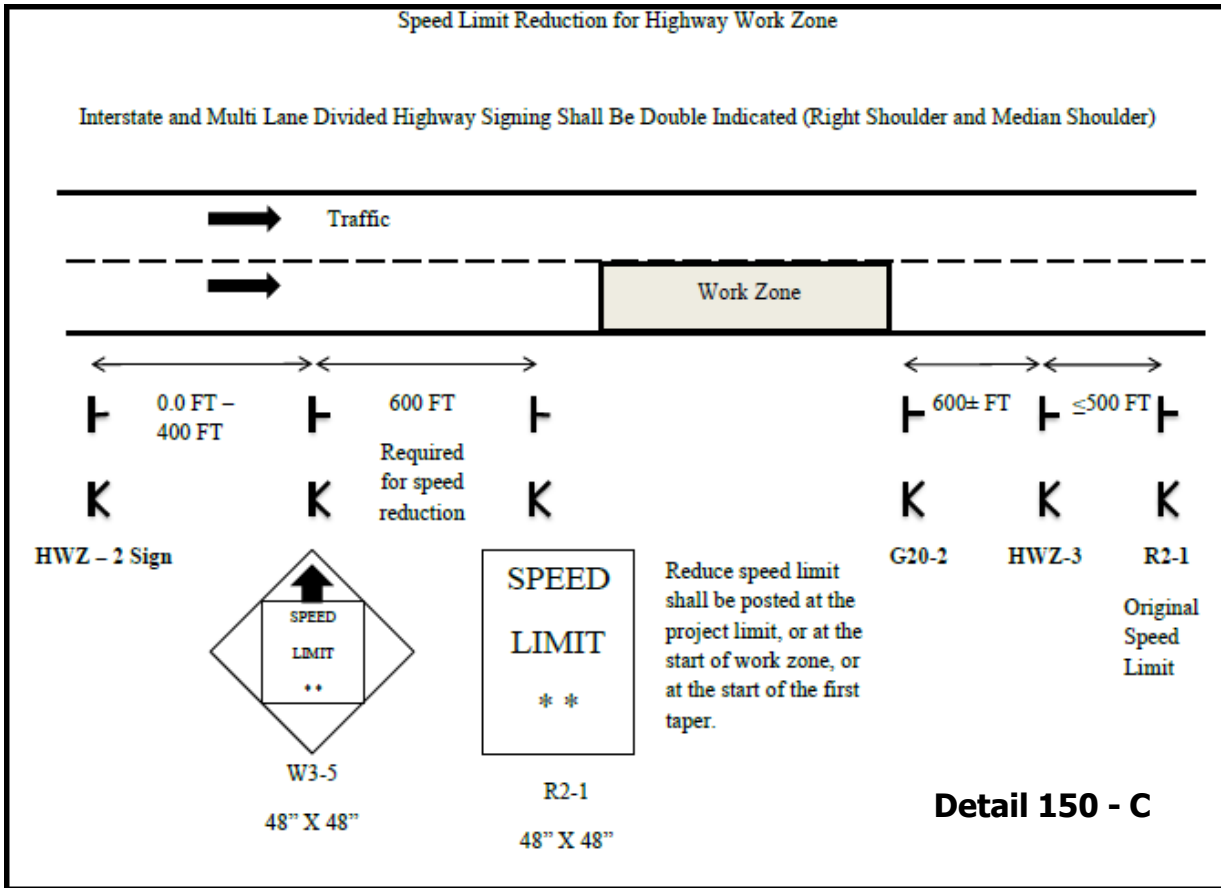 Speed Limit Reduction for Highway Work Zone
Interstate and Multi Lane Divided Highway Signing Shall Be Double Indicated (Right Shoulder and Median Shoulder)
Traffic
Work Zone
0.0 FT –
400 FT
600 FT
Required
for speed
reduction
600± FT
≤500 FT
HWZ – 2 Sign
SPEED
LIMIT
* *
W3-5
48” X 48”
SPEED
LIMIT
* *
R2-1
48” X 48”
Reduce speed limit
shall be posted at the
project limit, or at the
start of work zone, or
at the start of the first
taper.
G20-2
HWZ-3
R2-1
Original
Speed
Limit
Detail 150 - C